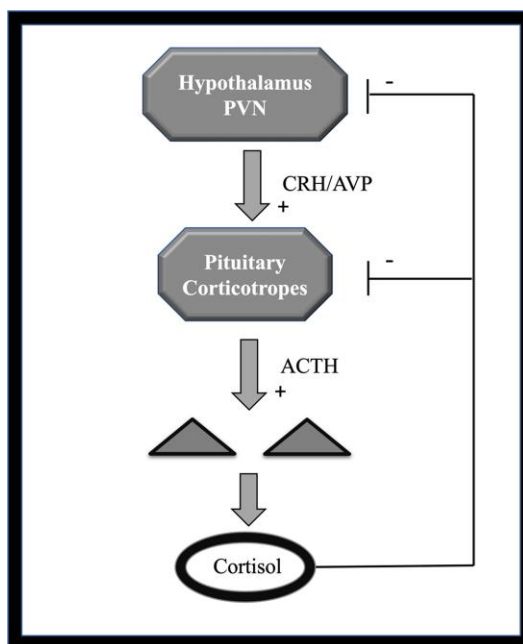 Hypothalamus
PVN
-
CRH/AVP
+
Pituitary
Corticotropes
-
ACTH
+
Cortisol